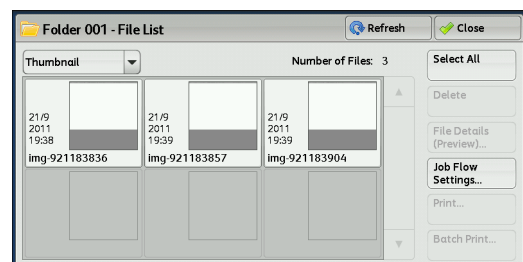 Folder 001 - File List
Refresh
Close
Thumbnail
Number of Files: 3
Select All
21/9
2011
19:38
img-921183836
21/9
2011
19:39
img-921183857
21/9
2011
19:39
img-921183904
Delete
File Details
(Preview)...
Job Flow
Settings...
Print...
Batch Print...